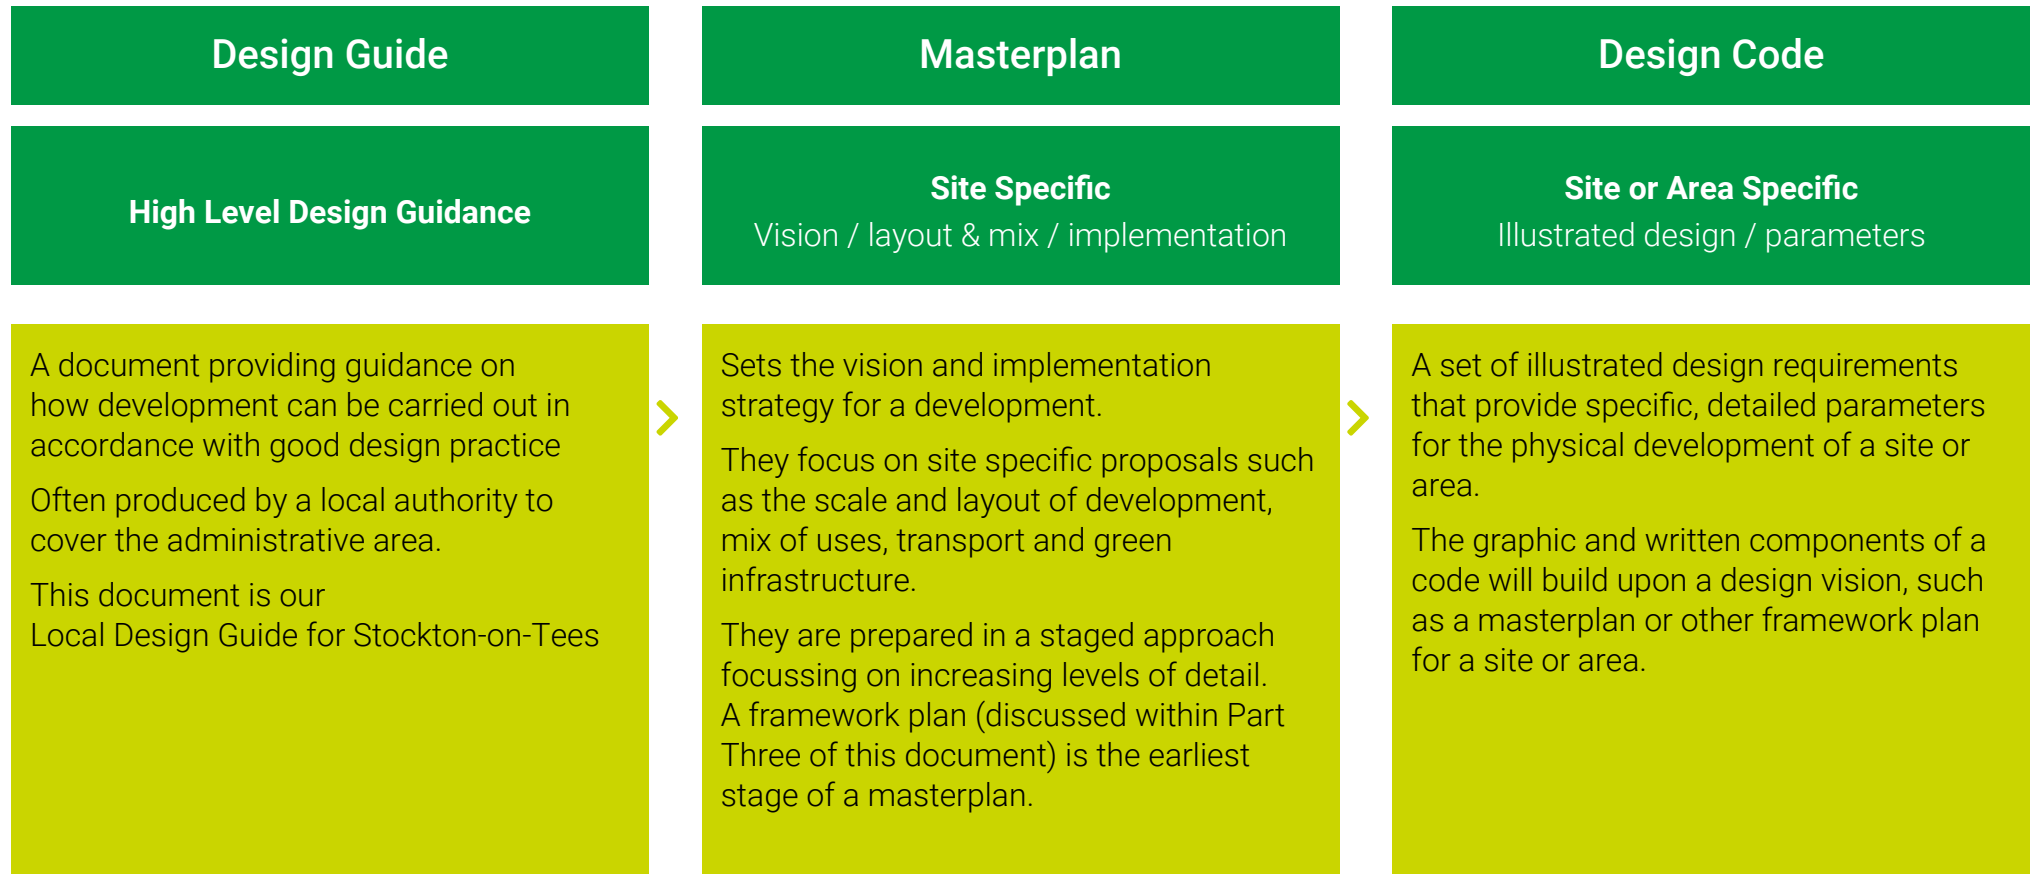 Design Guide
High Level Design Guidance
A document providing guidance on
how development can be carried out in
accordance with good design practice
Often produced by a local authority to
cover the administrative area.
This document is our
Local Design Guide for Stockton-on-Tees
Masterplan
Site Specific
Vision / layout & mix / implementation
Sets the vision and implementation
strategy for a development.
They focus on site specific proposals such
as the scale and layout of development,
mix of uses, transport and green
infrastructure.
They are prepared in a staged approach
focussing on increasing levels of detail.
A framework plan (discussed within Part
Three of this document) is the earliest
stage of a masterplan.
Design Code
Site or Area Specific
Illustrated design / parameters
A set of illustrated design requirements
that provide specific, detailed parameters
for the physical development of a site or
area.
The graphic and written components of a
code will build upon a design vision, such
as a masterplan or other framework plan
for a site or area.